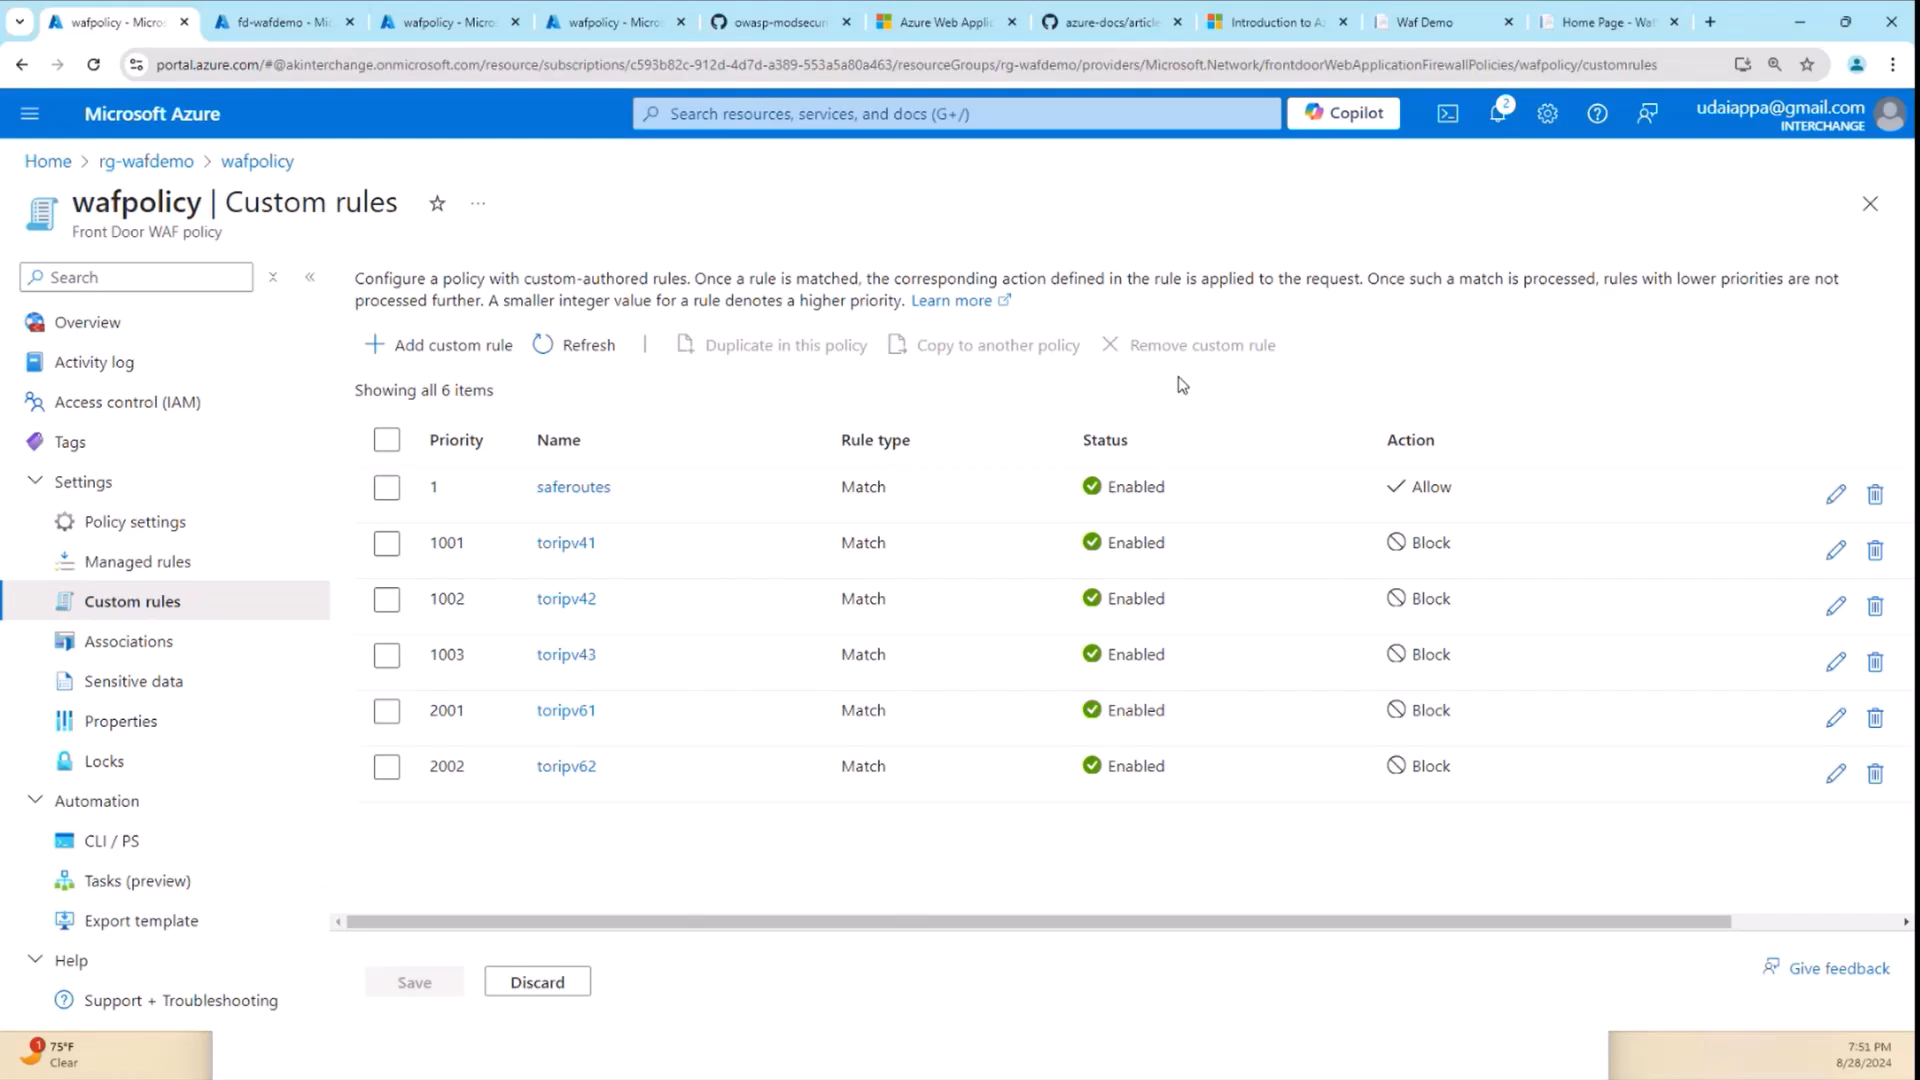 wafpolicy - Micros
fd-wafdemo - Mic
wafpolicy - Micro
wafpolicy - Micro
owasp-modsecuri
Azure Web Applic
azure-docs/article
Introduction to A
Waf Demo
Home Page - Wa
portal.azure.com/#@akinterchange.onmicrosoft.com/resource/subscriptions/c593b82c-912d-4d7d-a389-553a5a80a463/resourceGroups/rg-wafdemo/providers/Microsoft.Network/frontdoorWebApplicationFirewallPolicies/wafpolicy/customrules
Microsoft Azure
Search resources, services, and docs (G+/)
Copilot
2
udaiappa@gmail.com
INTERCHANGE
Home > rg-wafdemo > wafpolicy
wafpolicy | Custom rules
Front Door WAF policy
Search
Overview
Activity log
Access control (IAM)
Tags
Settings
Policy settings
Managed rules
Custom rules
Associations
Sensitive data
Properties
Locks
Automation
CLI / PS
Tasks (preview)
Export template
Help
Support + Troubleshooting
Configure a policy with custom-authored rules. Once a rule is matched, the corresponding action defined in the rule is applied to the request. Once such a match is processed, rules with lower priorities are not
processed further. A smaller integer value for a rule denotes a higher priority. Learn more
Add custom rule Refresh | Duplicate in this policy Copy to another policy Remove custom rule
Showing all 6 items
Priority Name Rule type Status Action
1 saferoutes Match Enabled Allow
1001 toripv41 Match Enabled Block
1002 toripv42 Match Enabled Block
1003 toripv43 Match Enabled Block
2001 toripv61 Match Enabled Block
2002 toripv62 Match Enabled Block
Save Discard
Give feedback
1
75°F
Clear
7:51 PM
8/28/2024